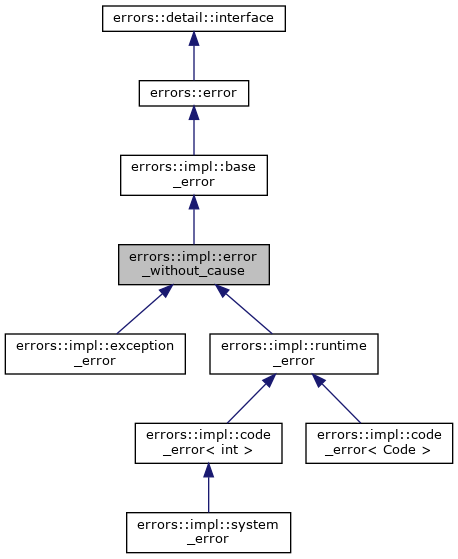 errors::detail::interface
errors::error
errors::impl::base
_error
errors::impl::error
_without_cause
errors::impl::exception
_error
errors::impl::runtime
_error
errors::impl::code
_error< int >
errors::impl::code
_error< Code >
errors::impl::system
_error